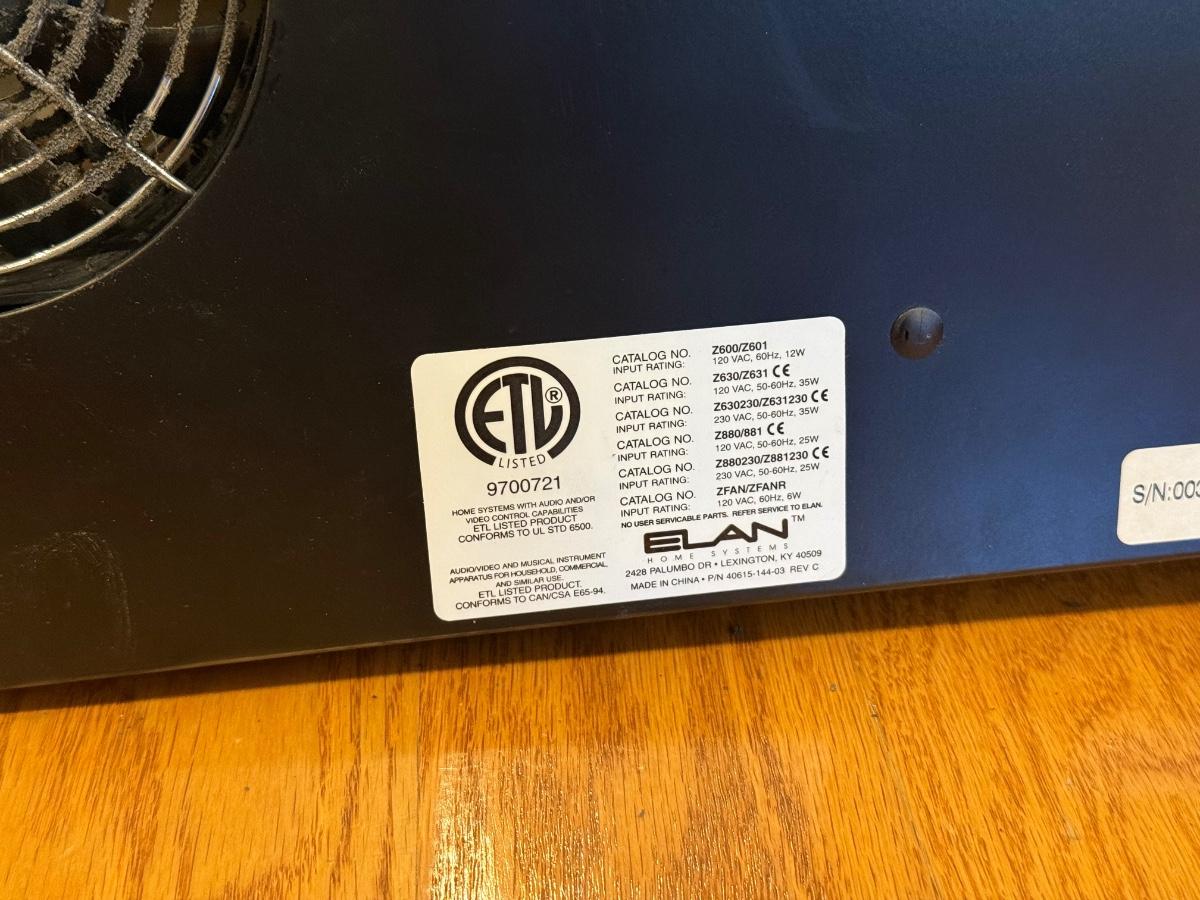 ETL®
LISTED
9700721
HOME SYSTEMS WITH AUDIO AND/OR
VIDEO CONTROL CAPABILITIES
ETL LISTED PRODUCT
CONFORMS TO UL STD 6500.
AUDIO/VIDEO AND MUSICAL INSTRUMENT
APPARATUS FOR HOUSEHOLD, COMMERCIAL,
AND SIMILAR USE.
ETL LISTED PRODUCT.
CONFORMS TO CAN/CSA E65-94.
CATALOG NO. Z600/Z601
INPUT RATING: 120 VAC, 60Hz, 12W
CATALOG NO. Z630/Z631 CE
INPUT RATING: 120 VAC, 50-60Hz, 35W
CATALOG NO. Z630230/Z631230 CE
INPUT RATING: 230 VAC, 50-60Hz, 35W
CATALOG NO. Z880/881 CE
INPUT RATING: 120 VAC, 50-60Hz, 25W
CATALOG NO. Z880230/Z881230 CE
INPUT RATING: 230 VAC, 50-60Hz, 25W
CATALOG NO. ZFAN/ZFANR
INPUT RATING: 120 VAC, 60Hz, 6W
NO USER SERVICABLE PARTS. REFER SERVICE TO ELAN.
ELAN™
HOME SYSTEMS
2428 PALUMBO DR • LEXINGTON, KY 40509
MADE IN CHINA • P/N 40615-144-03 REV C
S/N:003